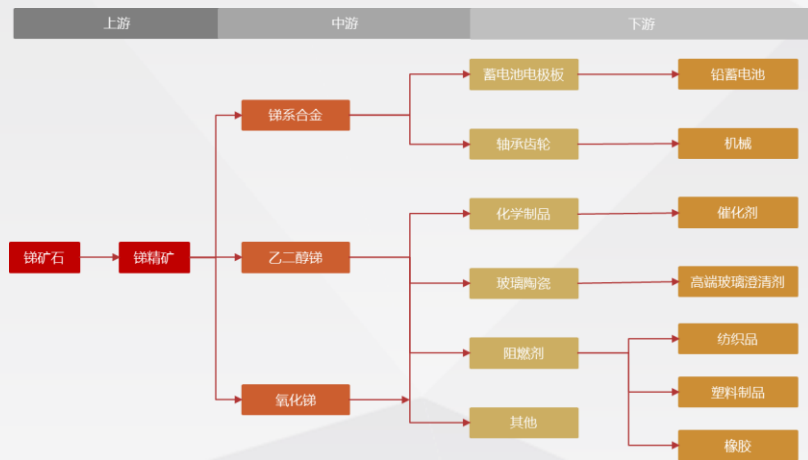 上游
中游
下游
锑矿石
锑精矿
锑系合金
乙二醇锑
氧化锑
蓄电池电极板
轴承齿轮
化学制品
玻璃陶瓷
阻燃剂
其他
铅蓄电池
机械
催化剂
高端玻璃澄清剂
纺织品
塑料制品
橡胶